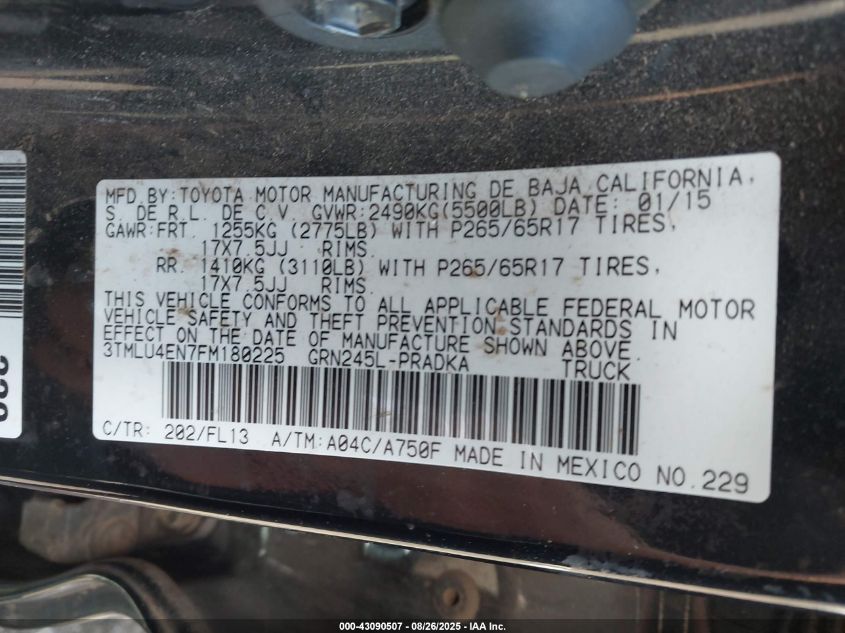 MFD.BY:TOYOTA MOTOR MANUFACTURING DE BAJA CALIFORNIA,
S. DE R.L. DE C.V. GVWR:2490KG(5500LB) DATE: 01/15
GAWR:FRT. 1255KG (2775LB) WITH P265/65R17 TIRES,
17X7.5JJ RIMS.
RR. 1410KG (3110LB) WITH P265/65R17 TIRES,
17X7.5JJ RIMS.
THIS VEHICLE CONFORMS TO ALL APPLICABLE FEDERAL MOTOR
VEHICLE SAFETY AND THEFT PREVENTION STANDARDS IN
EFFECT ON THE DATE OF MANUFACTURE SHOWN ABOVE.
3TMLU4EN7FM180225 GRN245L-PRADKA TRUCK
C/TR: 202/FL13 A/TM:A04C/A750F MADE IN MEXICO NO.229
000-43090507 - 08/26/2025 - IAA Inc.